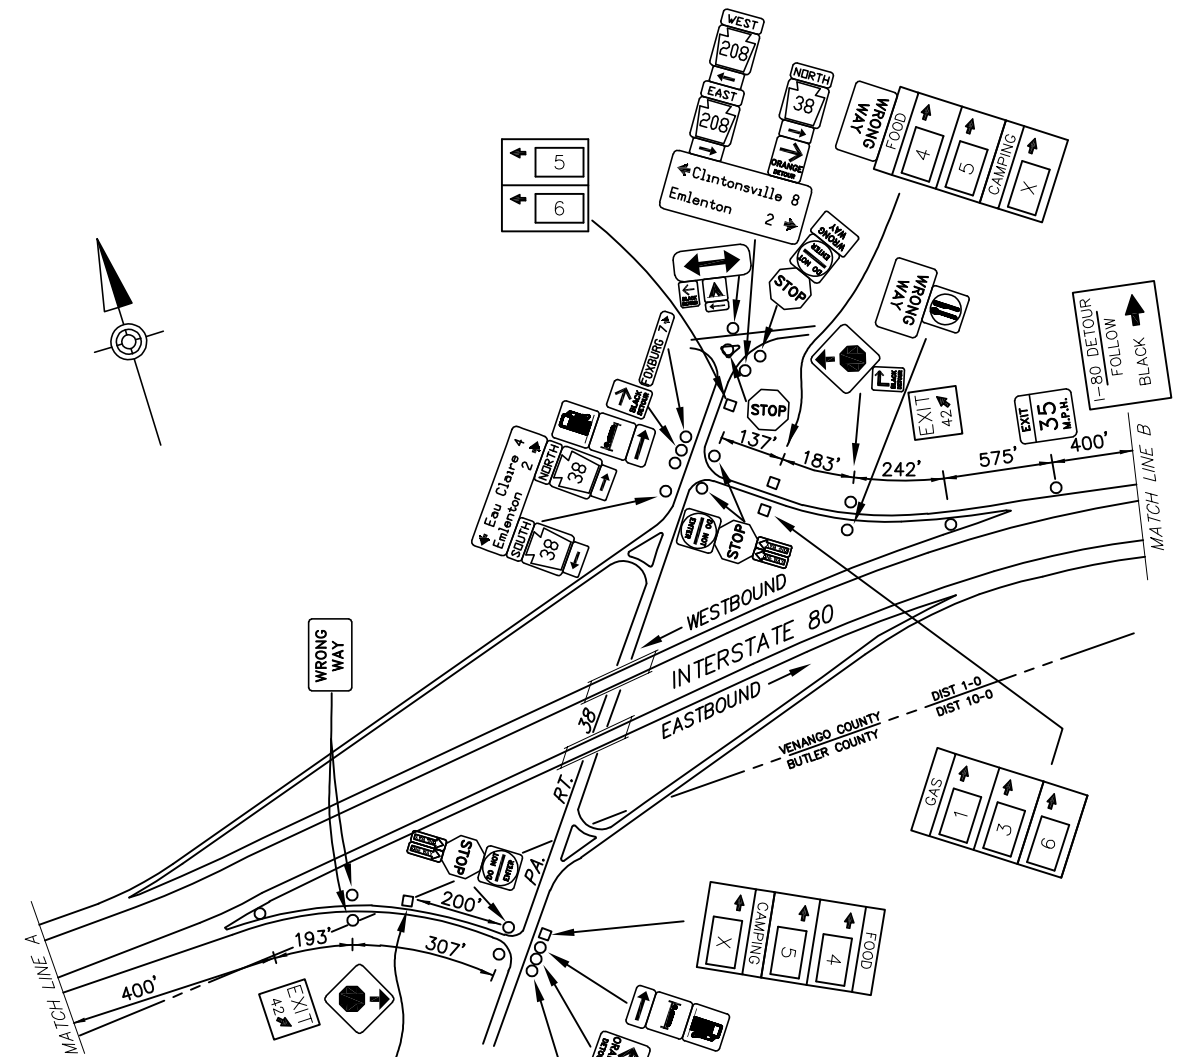 WEST
208
EAST
208
NORTH
38
ORANGE
DETOUR
Clintonsville 8
Emlenton 2
WRONG
WAY
FOOD
4
5
CAMPING
X
5
6
WRONG
WAY
DO NOT
ENTER
STOP
BLACK
DETOUR
WRONG
WAY
I-80 DETOUR
FOLLOW
BLACK
FOXBURG 7
BLACK
DETOUR
STOP
BLACK
DETOUR
EXIT
42
EXIT
35
M.P.H.
137'
183'
242'
575'
400'
MATCH LINE B
Eau Claire 4
Emlenton 2
NORTH
38
SOUTH
38
DO NOT
ENTER
STOP
WESTBOUND
INTERSTATE 80
EASTBOUND
WRONG
WAY
PA. RT. 38
DIST 1-0
DIST 10-0
VENANGO COUNTY
BUTLER COUNTY
GAS
1
3
6
STOP
DO NOT
ENTER
200'
193'
307'
400'
MATCH LINE A
EXIT
42
X
CAMPING
5
4
FOOD